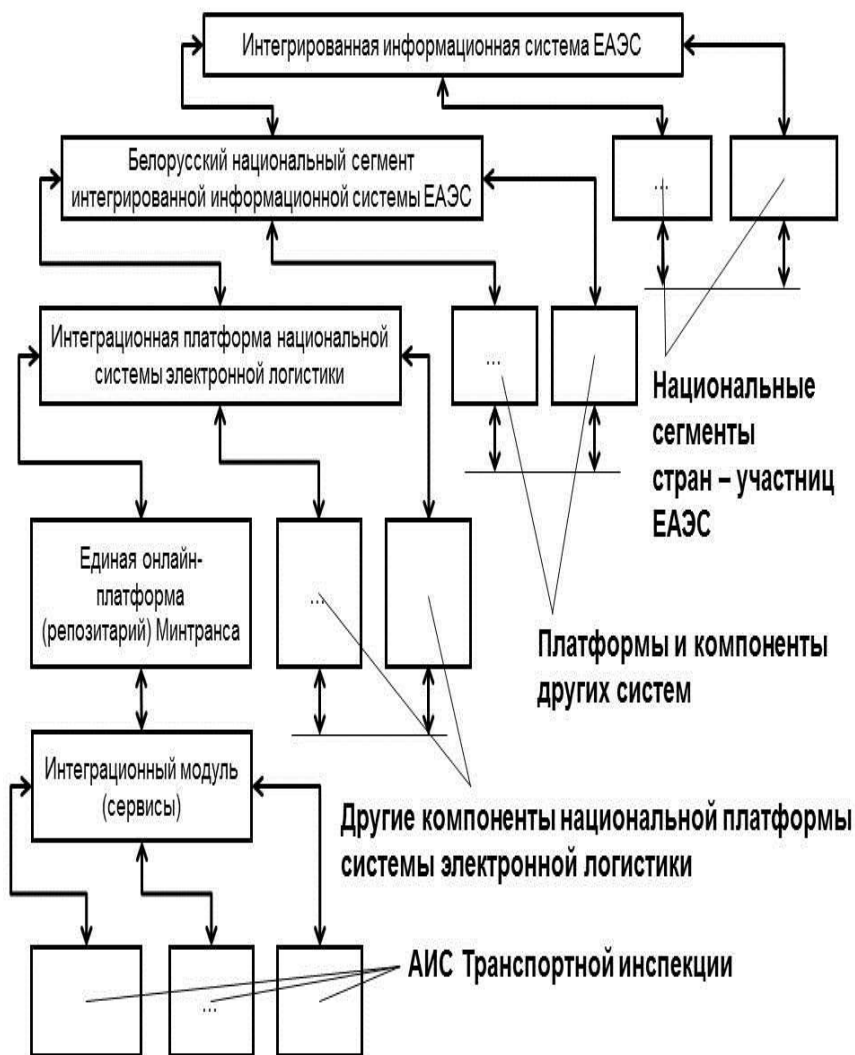 Интегрированная информационная система ЕАЭС
Белорусский национальный сегмент
интегрированной информационной системы ЕАЭС
...
Интеграционная платформа национальной
системы электронной логистики
...
Национальные
сегменты
стран – участниц
ЕАЭС
Единая онлайн-
платформа
(репозитарий) Минтранса
...
Платформы и компоненты
других систем
Интеграционный модуль
(сервисы)
Другие компоненты национальной платформы
системы электронной логистики
...
АИС Транспортной инспекции